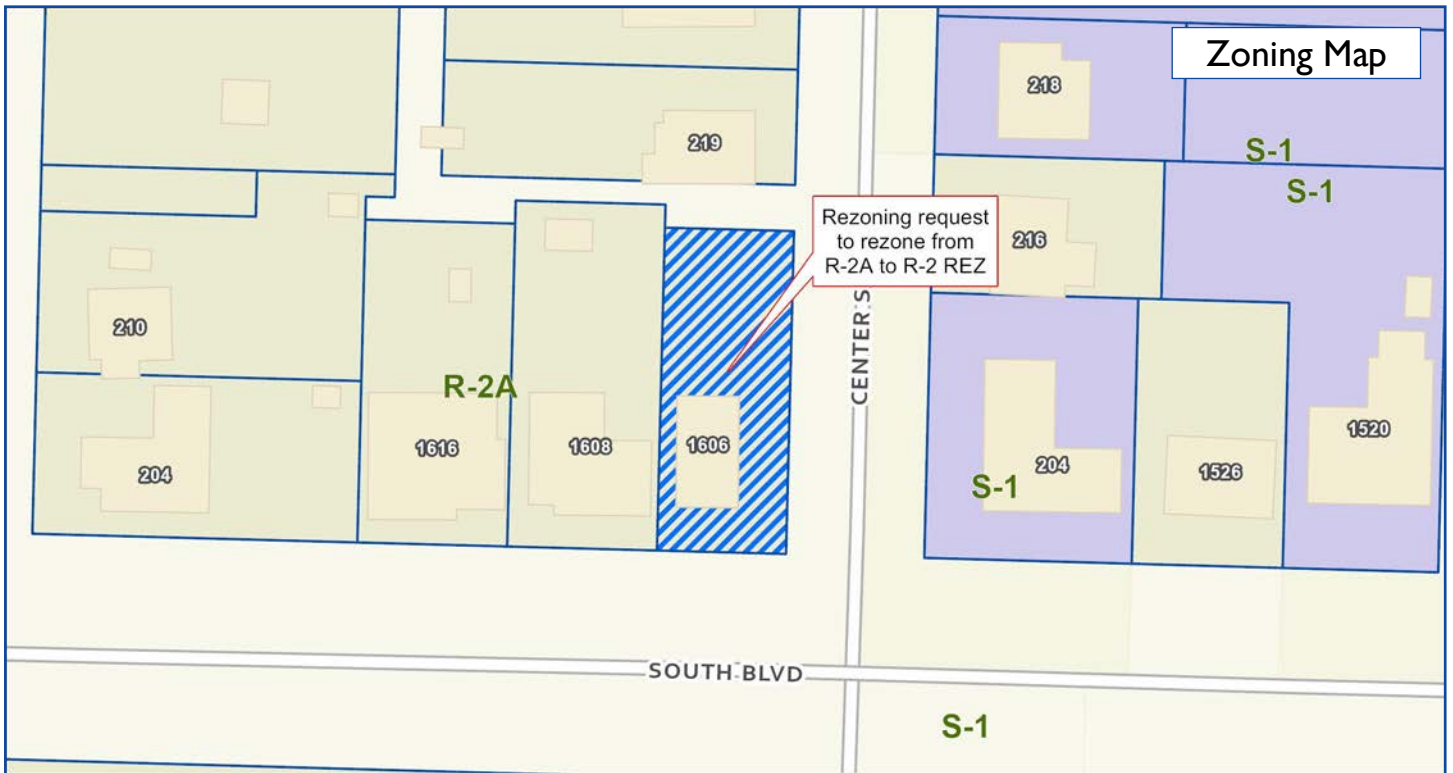 Zoning Map
218
219
S-1
S-1
Rezoning request
to rezone from
R-2A to R-2 REZ
216
210
CENTER S
R-2A
1616
1608
1606
204
204
S-1
1526
1520
SOUTH BLVD
S-1